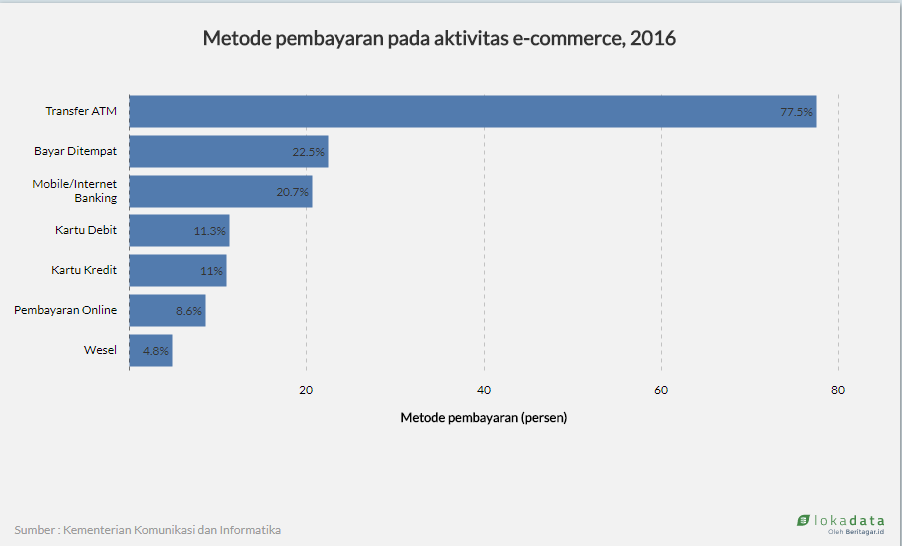 Metode pembayaran pada aktivitas e-commerce, 2016
Transfer ATM
77.5%
Bayar Ditempat
22.5%
Mobile/Internet
Banking
20.7%
Kartu Debit
11.3%
Kartu Kredit
11%
Pembayaran Online
8.6%
Wesel
4.8%
20 40 60 80
Metode pembayaran (persen)
Sumber : Kementerian Komunikasi dan Informatika
lokadata
Oleh Beritagar.id